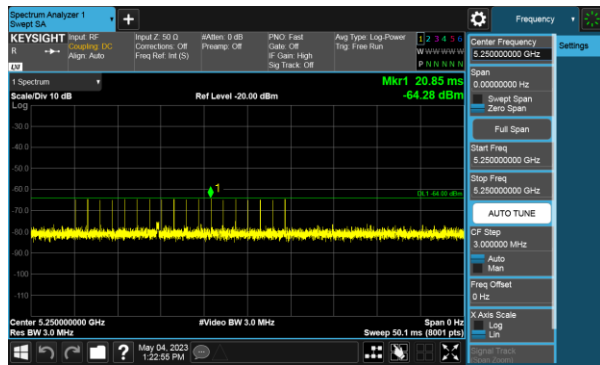 Spectrum Analyzer 1
Swept SA
Frequency
KEYSIGHT
R
LXI
Input: RF
Coupling: DC
Align: Auto
Input Z: 50 Ω
Corrections: Off
Freq Ref: Int (S)
#Atten: 0 dB
Preamp: Off
PNO: Fast
Gate: Off
IF Gain: High
Sig Track: Off
Avg Type: Log-Power
Trig: Free Run
1 2 3 4 5 6
W W W W W W
P N N N N N
1 Spectrum
Scale/Div 10 dB
Log
Ref Level -20.00 dBm
Mkr1 20.85 ms
-64.28 dBm
-30.0
-40.0
-50.0
-60.0
-70.0
-80.0
-90.0
-100
-110
1
DL1 -64.00 dBm
Center 5.250000000 GHz
Res BW 3.0 MHz
#Video BW 3.0 MHz
Span 0 Hz
Sweep 50.1 ms (8001 pts)
?
May 04, 2023
1:22:55 PM
Center Frequency
5.250000000 GHz
Span
0.00000000 Hz
Swept Span
Zero Span
Full Span
Start Freq
5.250000000 GHz
Stop Freq
5.250000000 GHz
AUTO TUNE
CF Step
3.000000 MHz
Auto
Man
Freq Offset
0 Hz
X Axis Scale
Log
Lin
Signal Track
(Span Zoom)
Settings